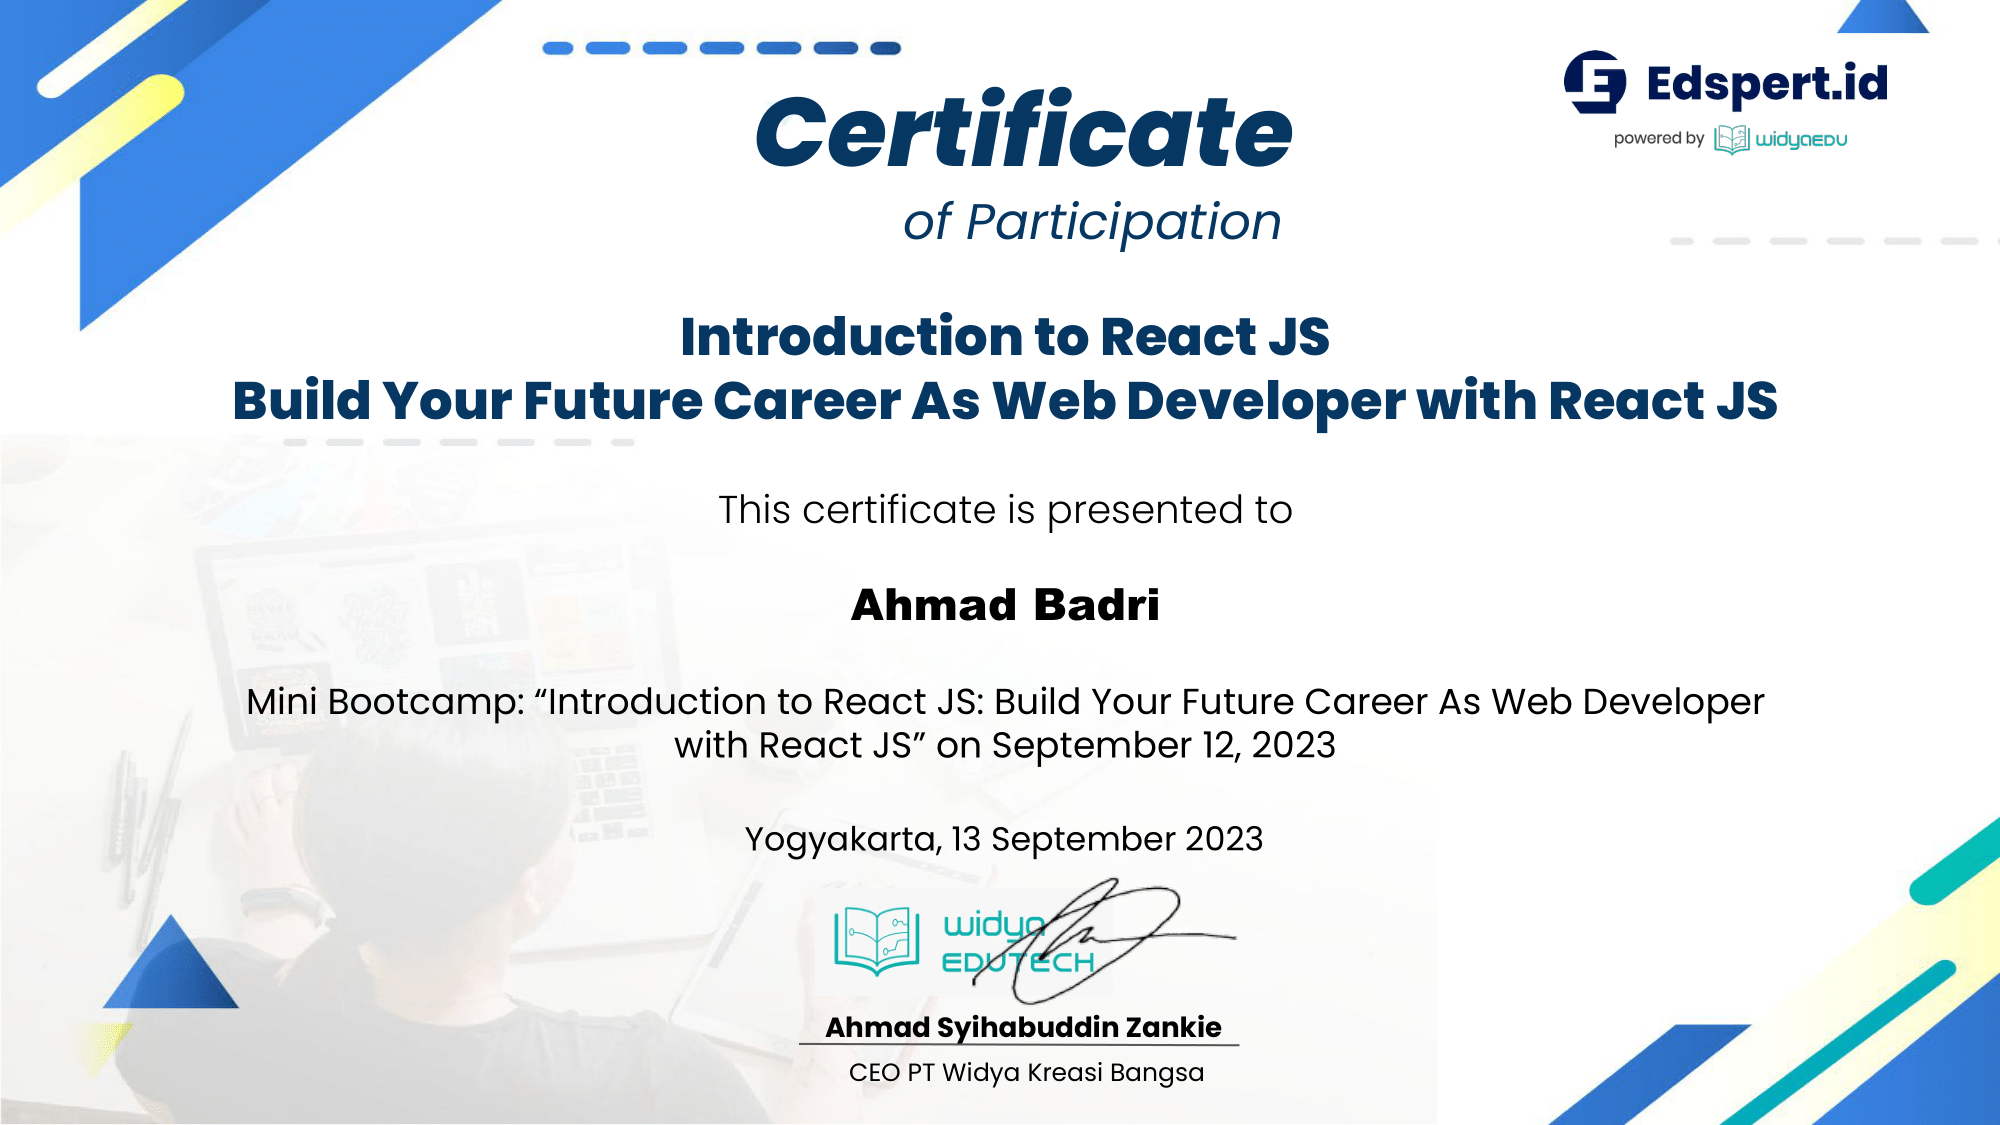 Certificate
of Participation
Edspert.id
powered by widyaEDU
Introduction to React JS
Build Your Future Career As Web Developer with React JS
This certificate is presented to
Ahmad Badri
Mini Bootcamp: “Introduction to React JS: Build Your Future Career As Web Developer
with React JS” on September 12, 2023
Yogyakarta, 13 September 2023
widya
EDUTECH
Ahmad Syihabuddin Zankie
CEO PT Widya Kreasi Bangsa